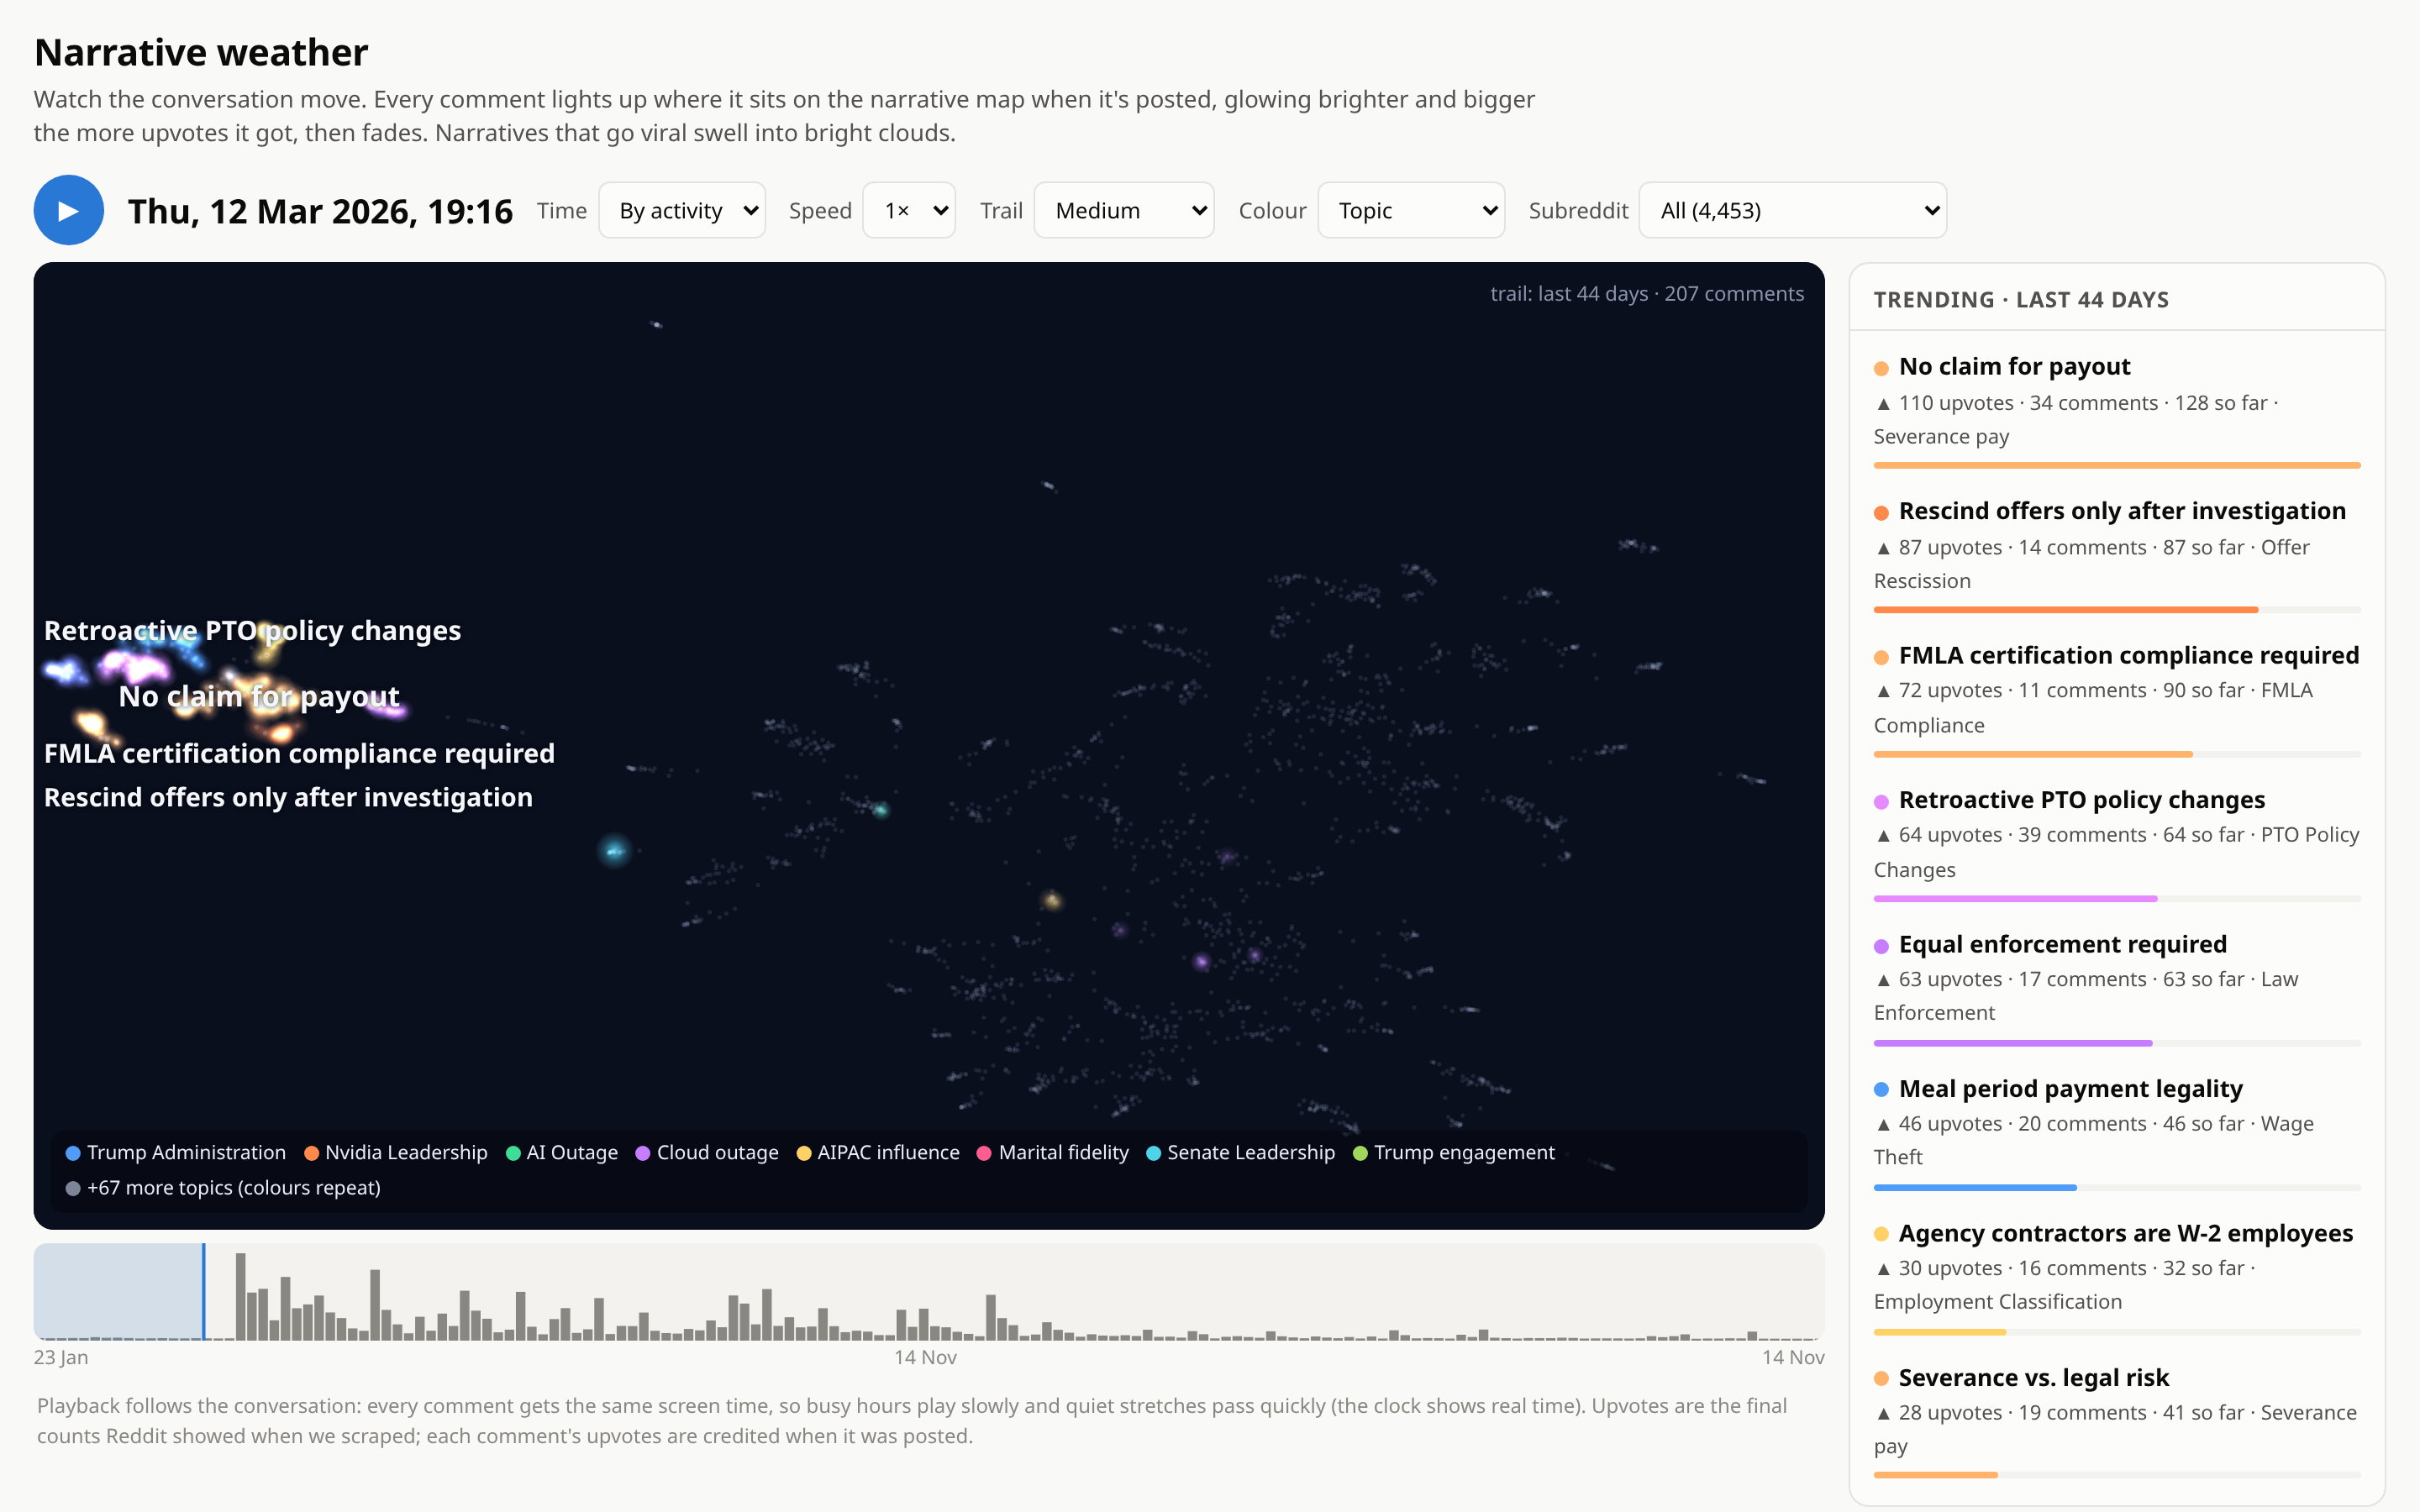 Narrative weather
Watch the conversation move. Every comment lights up where it sits on the narrative map when it's posted, glowing brighter and bigger
the more upvotes it got, then fades. Narratives that go viral swell into bright clouds.
▶ Thu, 12 Mar 2026, 19:16 Time By activity Speed 1× Trail Medium Colour Topic Subreddit All (4,453)
trail: last 44 days · 207 comments
Retroactive PTO policy changes
No claim for payout
FMLA certification compliance required
Rescind offers only after investigation
Trump Administration Nvidia Leadership AI Outage Cloud outage AIPAC influence Marital fidelity Senate Leadership Trump engagement
+67 more topics (colours repeat)
23 Jan 14 Nov 14 Nov
Playback follows the conversation: every comment gets the same screen time, so busy hours play slowly and quiet stretches pass quickly (the clock shows real time). Upvotes are the final
counts Reddit showed when we scraped; each comment's upvotes are credited when it was posted.
TRENDING · LAST 44 DAYS
No claim for payout
▲ 110 upvotes · 34 comments · 128 so far ·
Severance pay
Rescind offers only after investigation
▲ 87 upvotes · 14 comments · 87 so far · Offer
Rescission
FMLA certification compliance required
▲ 72 upvotes · 11 comments · 90 so far · FMLA
Compliance
Retroactive PTO policy changes
▲ 64 upvotes · 39 comments · 64 so far · PTO Policy
Changes
Equal enforcement required
▲ 63 upvotes · 17 comments · 63 so far · Law
Enforcement
Meal period payment legality
▲ 46 upvotes · 20 comments · 46 so far · Wage
Theft
Agency contractors are W-2 employees
▲ 30 upvotes · 16 comments · 32 so far ·
Employment Classification
Severance vs. legal risk
▲ 28 upvotes · 19 comments · 41 so far · Severance
pay